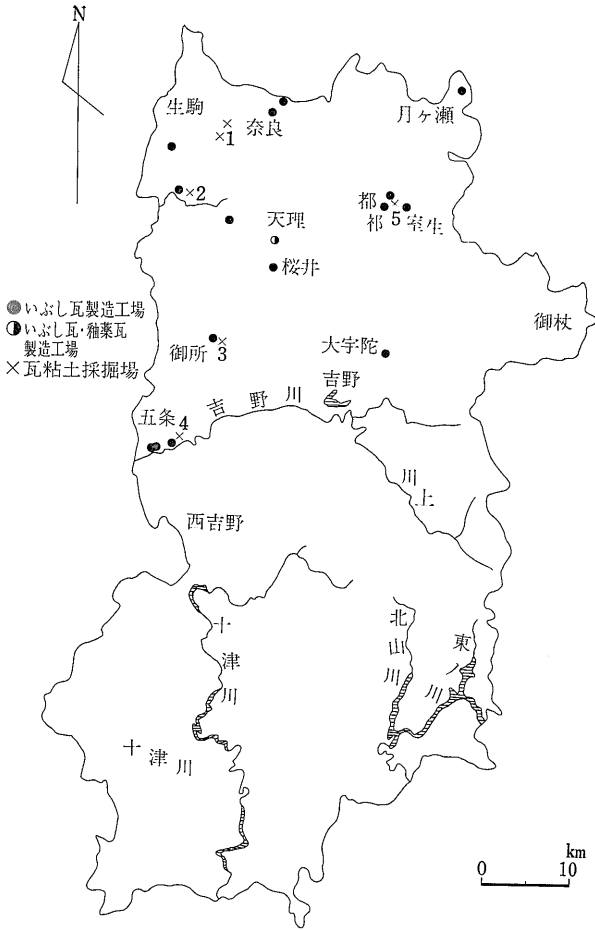 N
生駒
1
奈良
月ヶ瀬
2
都祁
5
室生
天理
桜井
いぶし瓦製造工場
いぶし瓦・釉薬瓦
製造工場
瓦粘土採掘場
御所
3
大宇陀
御杖
吉野
五条
4
吉野川
川上
西吉野
十津川
北山川
東ノ川
十津川
km
0
10